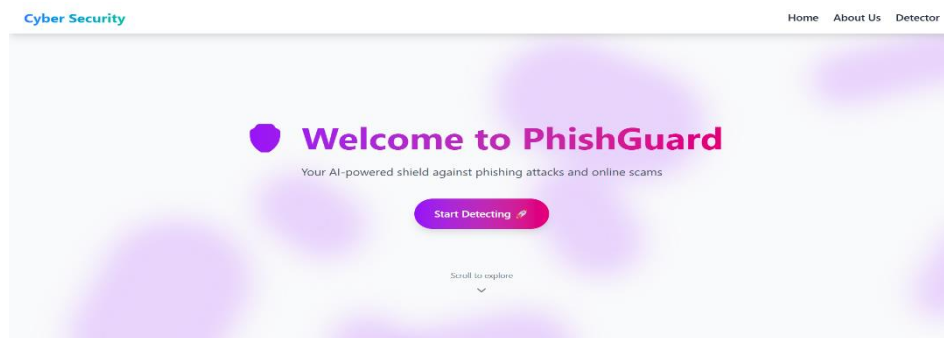 Cyber Security
Home About Us Detector
Welcome to PhishGuard
Your AI-powered shield against phishing attacks and online scams
Start Detecting 🚀
Scroll to explore